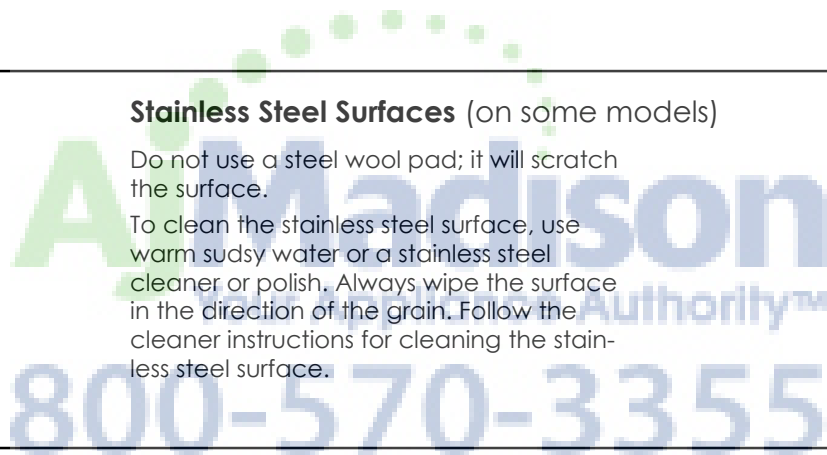 Stainless Steel Surfaces (on some models)
Do not use a steel wool pad; it will scratch
the surface.
To clean the stainless steel surface, use
warm sudsy water or a stainless steel
cleaner or polish. Always wipe the surface
in the direction of the grain. Follow the
cleaner instructions for cleaning the stain-
less steel surface.
AjMadison
Your Appliance Authority™
800-570-3355